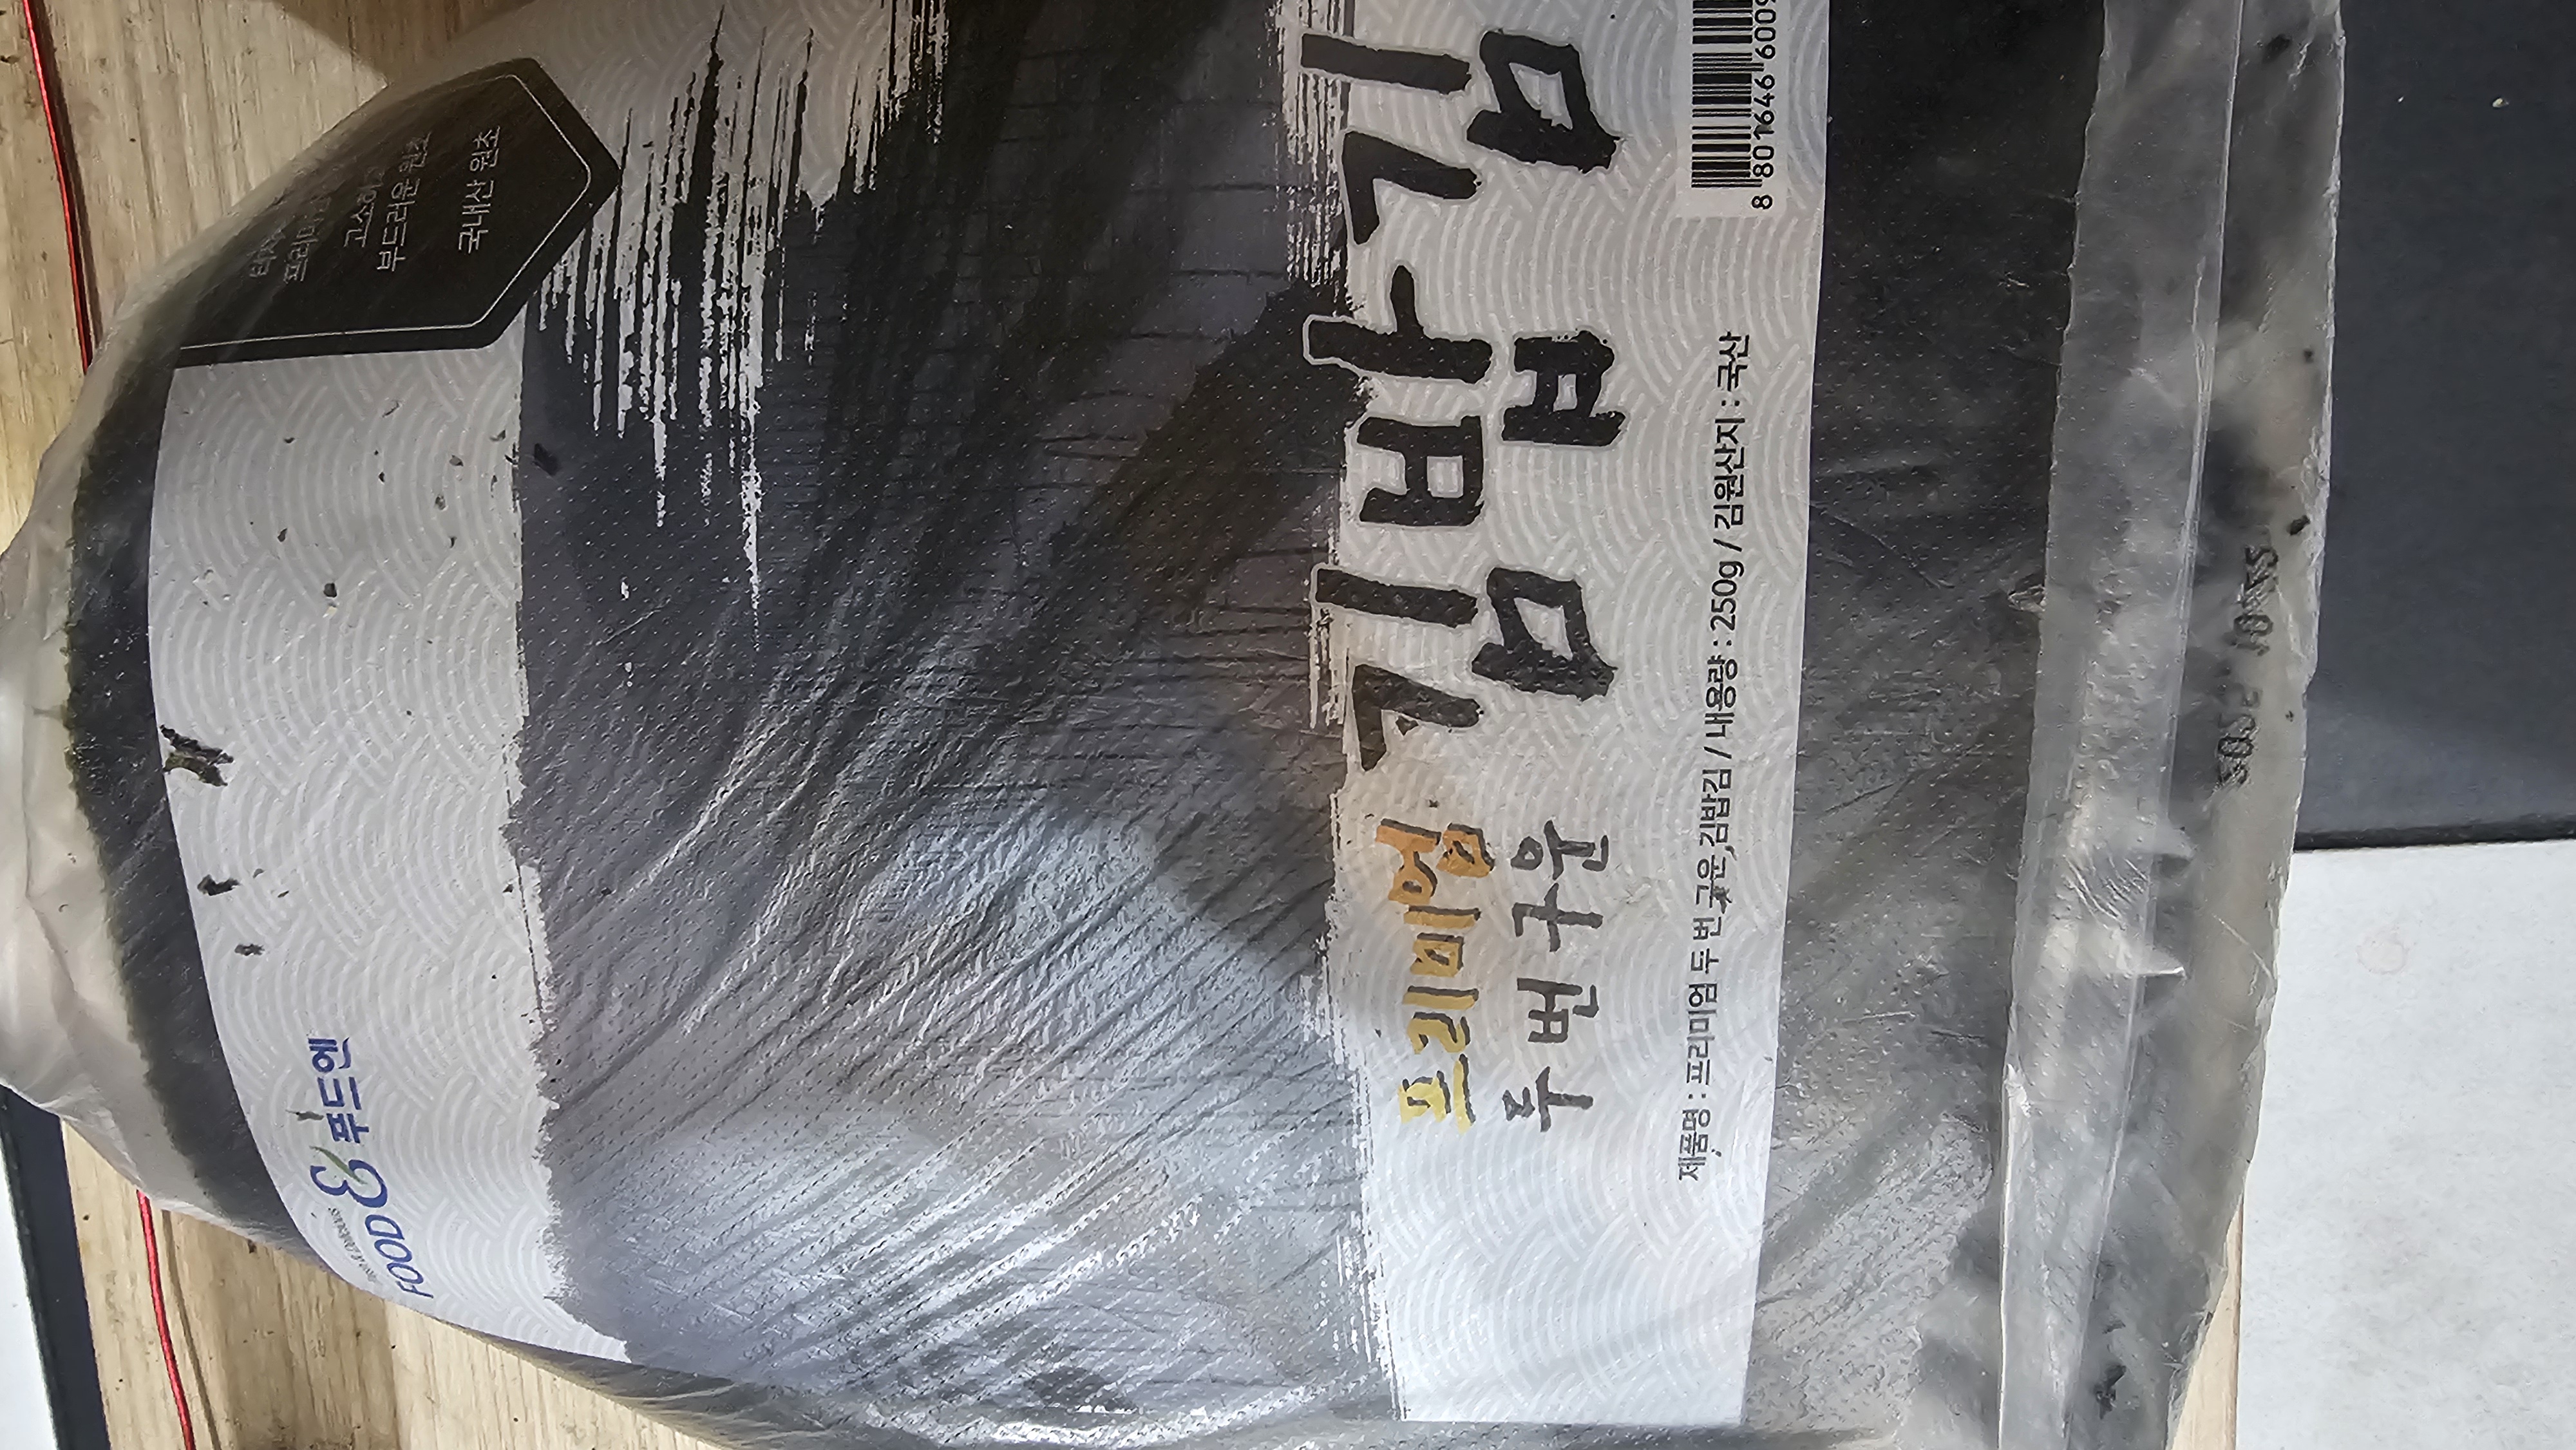 푸드엔
FOOD
고소하고
부드러운 원초
국내산 원초
프리미엄
두 번 구운
김밥김
제품명 : 프리미엄 두 번 구운 김밥김 / 내용량 : 250g / 김원산지 : 국산
8 801646 6009